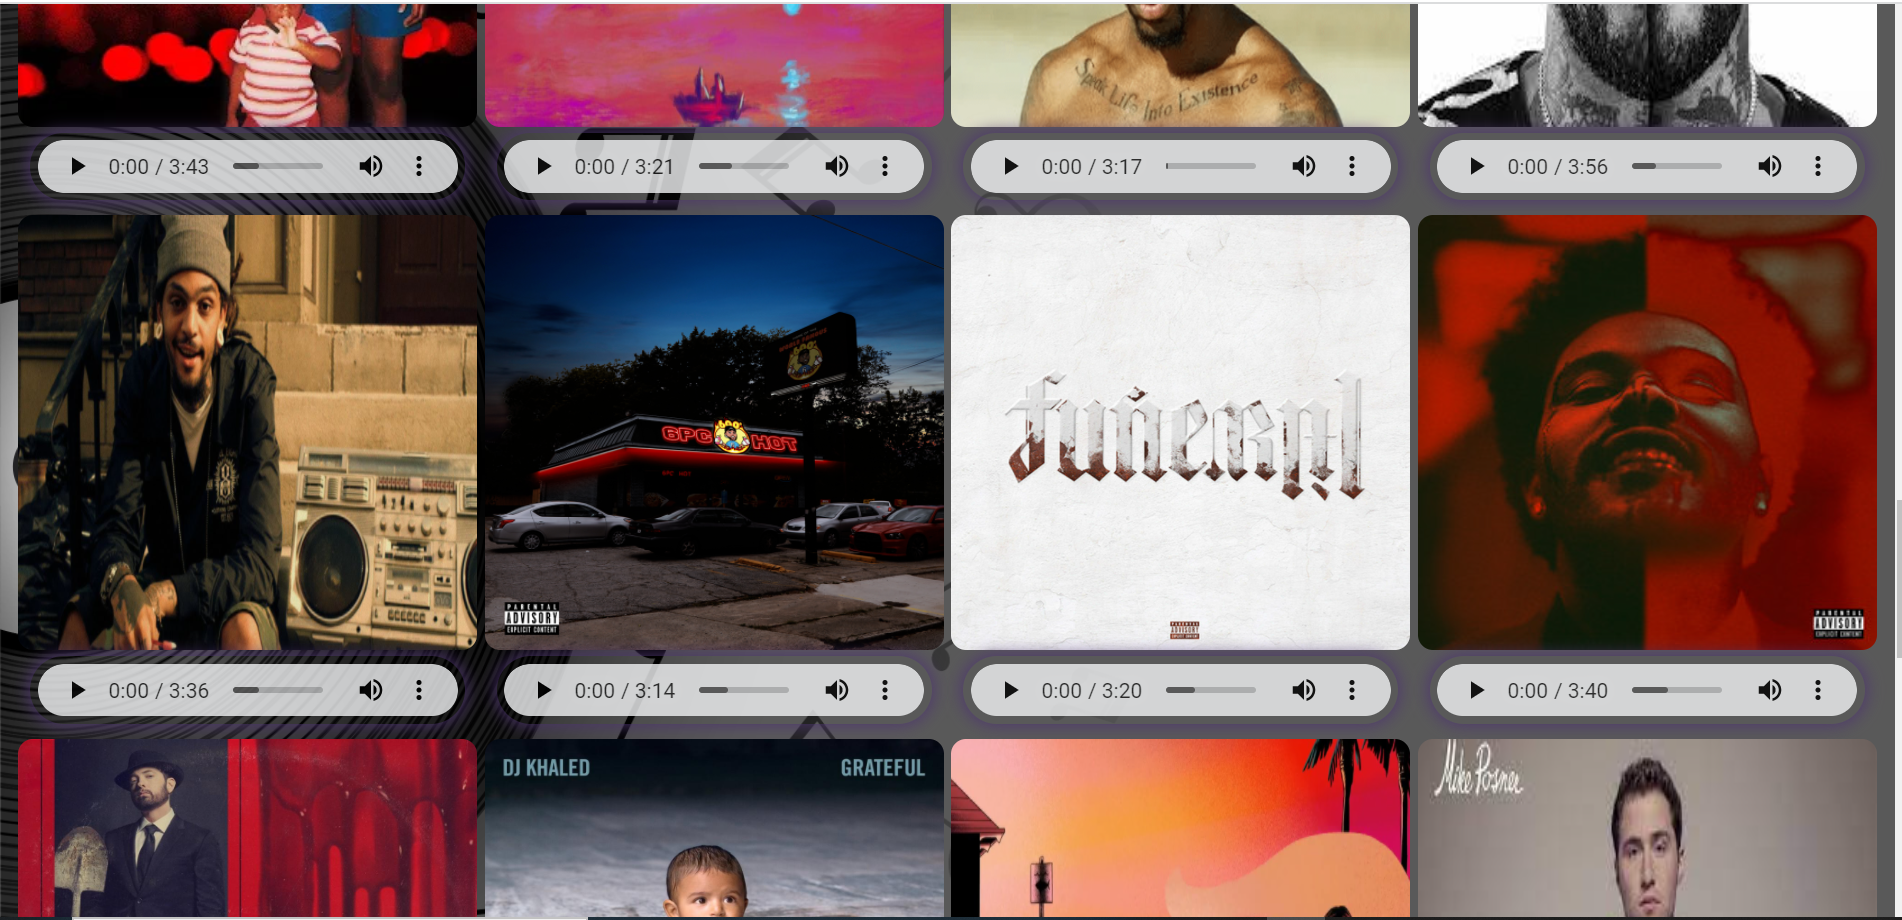 Speak Life Into Existence
0:00 / 3:43
0:00 / 3:21
0:00 / 3:17
0:00 / 3:56
6PC HOT
PARENTAL
ADVISORY
EXPLICIT CONTENT
funeral
PARENTAL
ADVISORY
EXPLICIT CONTENT
PARENTAL
ADVISORY
EXPLICIT CONTENT
0:00 / 3:36
0:00 / 3:14
0:00 / 3:20
0:00 / 3:40
DJ KHALED
GRATEFUL
Mike Posner